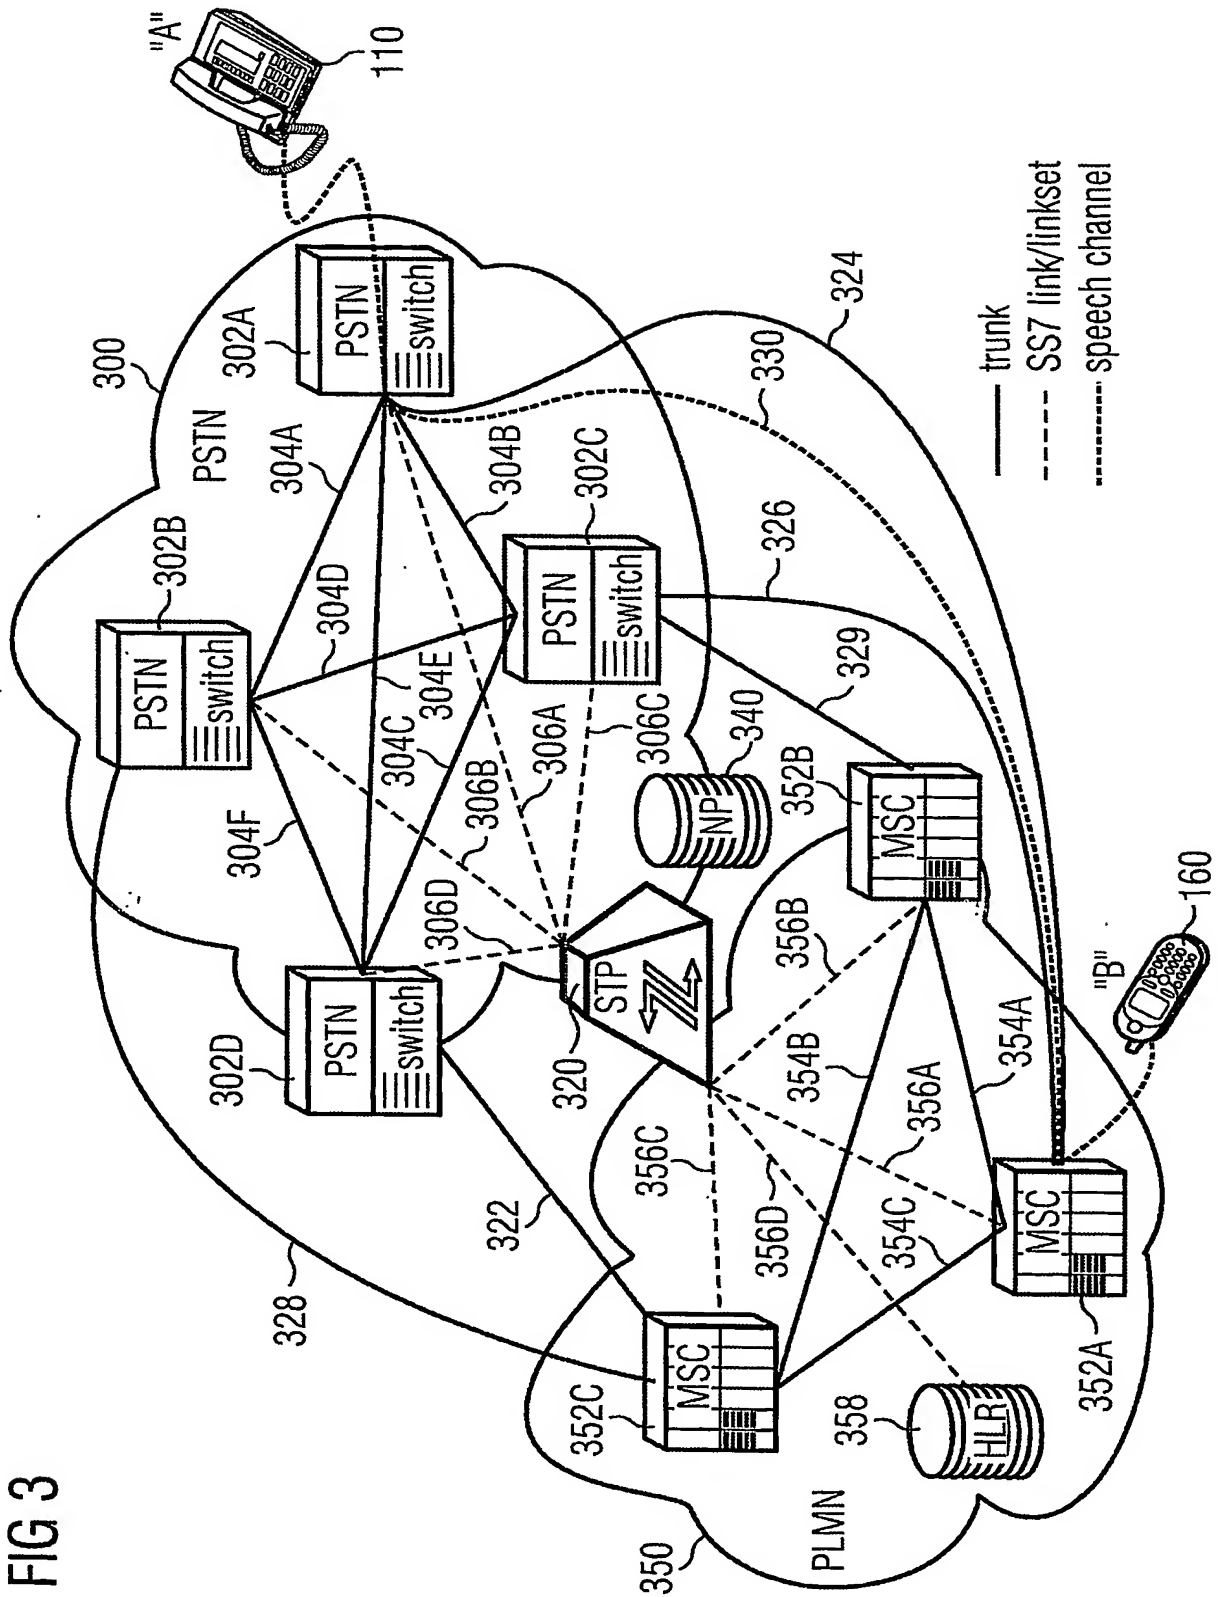 FIG 3
350
PLMN
352C
MSC
358
HLR
352A
MSC
328
322
356C
356D
354C
356A
354B
354A
356B
320
STP
302D
PSTN
switch
306D
304F
306B
304C
304E
306A
306C
NP
340
352B
MSC
329
326
"B"
160
302B
PSTN
switch
304D
PSTN
switch
302C
304B
304A
PSTN
300
302A
PSTN
switch
330
324
trunk
SS7 link/linkset
speech channel
"A"
110